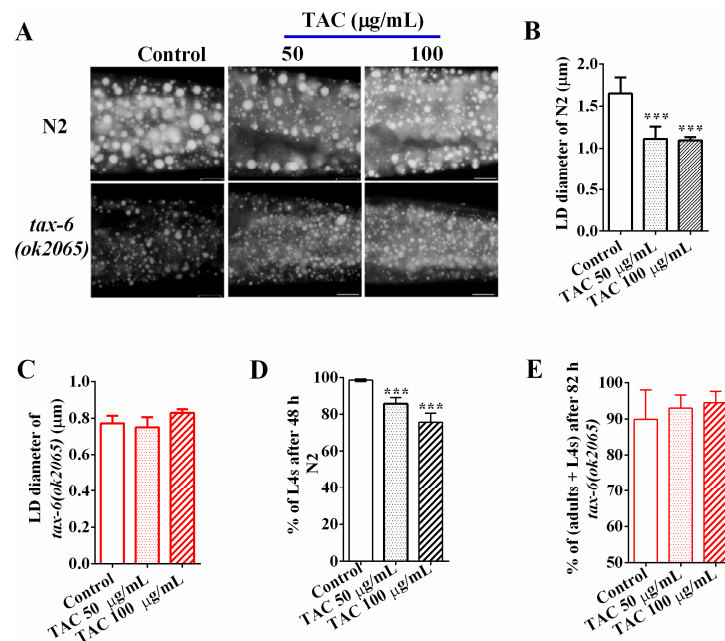 A
TAC (µg/mL)
Control
50
100
N2
tax-6
(ok2065)
B
LD diameter of N2 (µm)
2.0
1.5
1.0
0.5
0.0
***
***
Control
TAC 50 µg/mL
TAC 100 µg/mL
C
LD diameter of
tax-6(ok2065) (µm)
1.0
0.8
0.6
0.4
0.2
0.0
Control
TAC 50 µg/mL
TAC 100 µg/mL
D
% of L4s after 48 h
N2
100
80
60
40
20
0
***
***
Control
TAC 50 µg/mL
TAC 100 µg/mL
E
% of (adults + L4s) after 82 h
tax-6(ok2065)
100
90
80
70
60
50
Control
TAC 50 µg/mL
TAC 100 µg/mL